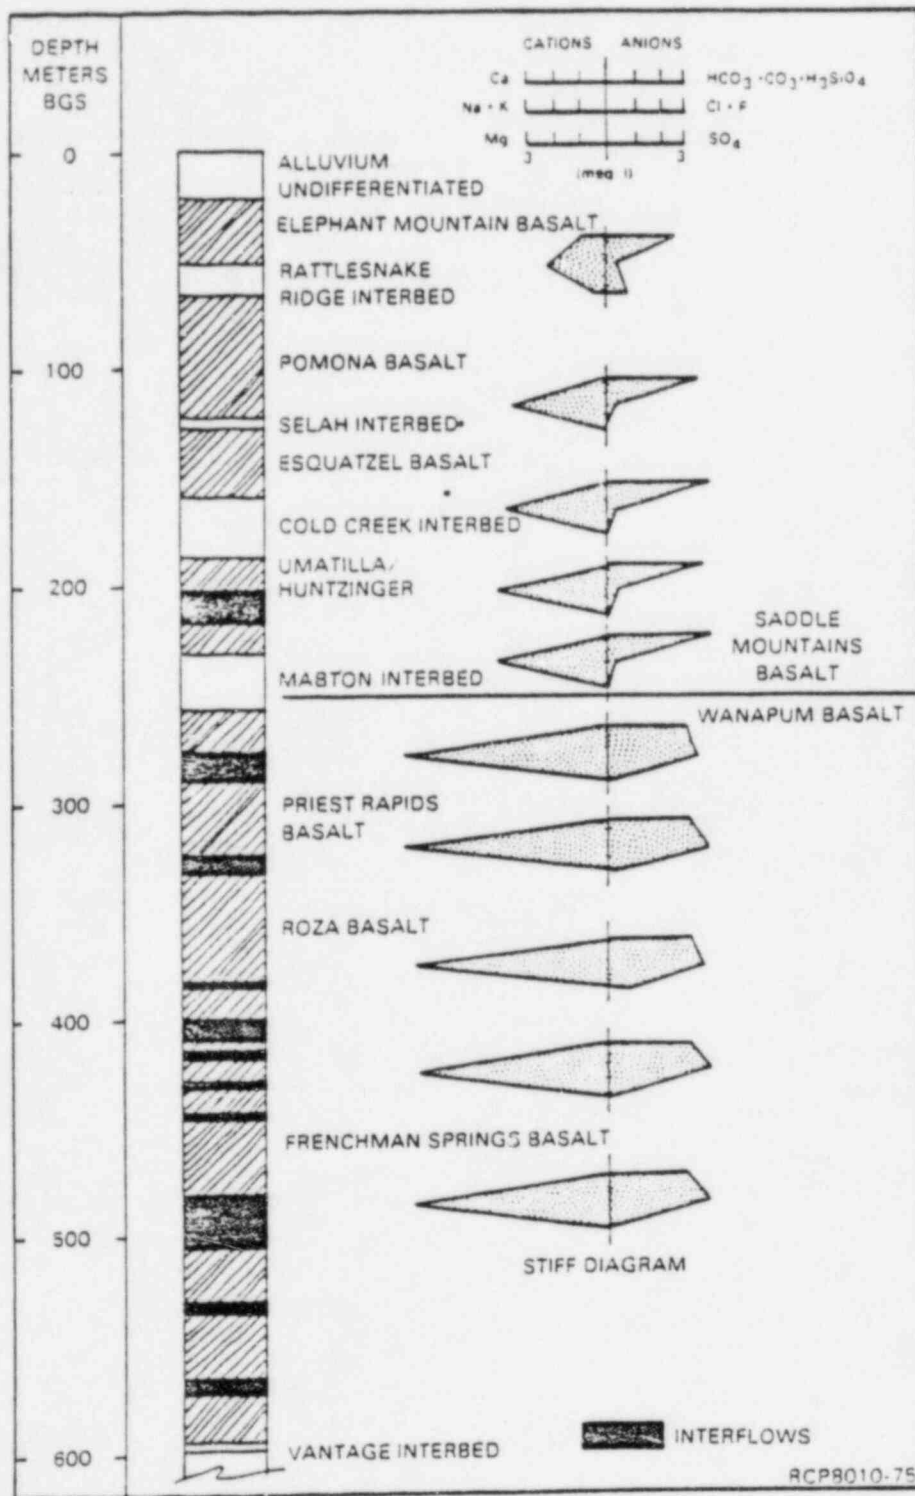 DEPTH
METERS
BGS
CATIONS ANIONS
Ca HCO3+CO3+H3SiO4
Na + K Cl + F
Mg SO4
3 3
(meq/l)
0
ALLUVIUM
UNDIFFERENTIATED
ELEPHANT MOUNTAIN BASALT
RATTLESNAKE
RIDGE INTERBED
POMONA BASALT
100
SELAH INTERBED
ESQUATZEL BASALT
COLD CREEK INTERBED
UMATILLA/
HUNTZINGER
200
SADDLE
MOUNTAINS
BASALT
MABTON INTERBED
WANAPUM BASALT
300
PRIEST RAPIDS
BASALT
ROZA BASALT
400
FRENCHMAN SPRINGS BASALT
500
STIFF DIAGRAM
INTERFLOWS
VANTAGE INTERBED
600
RCP8010-75